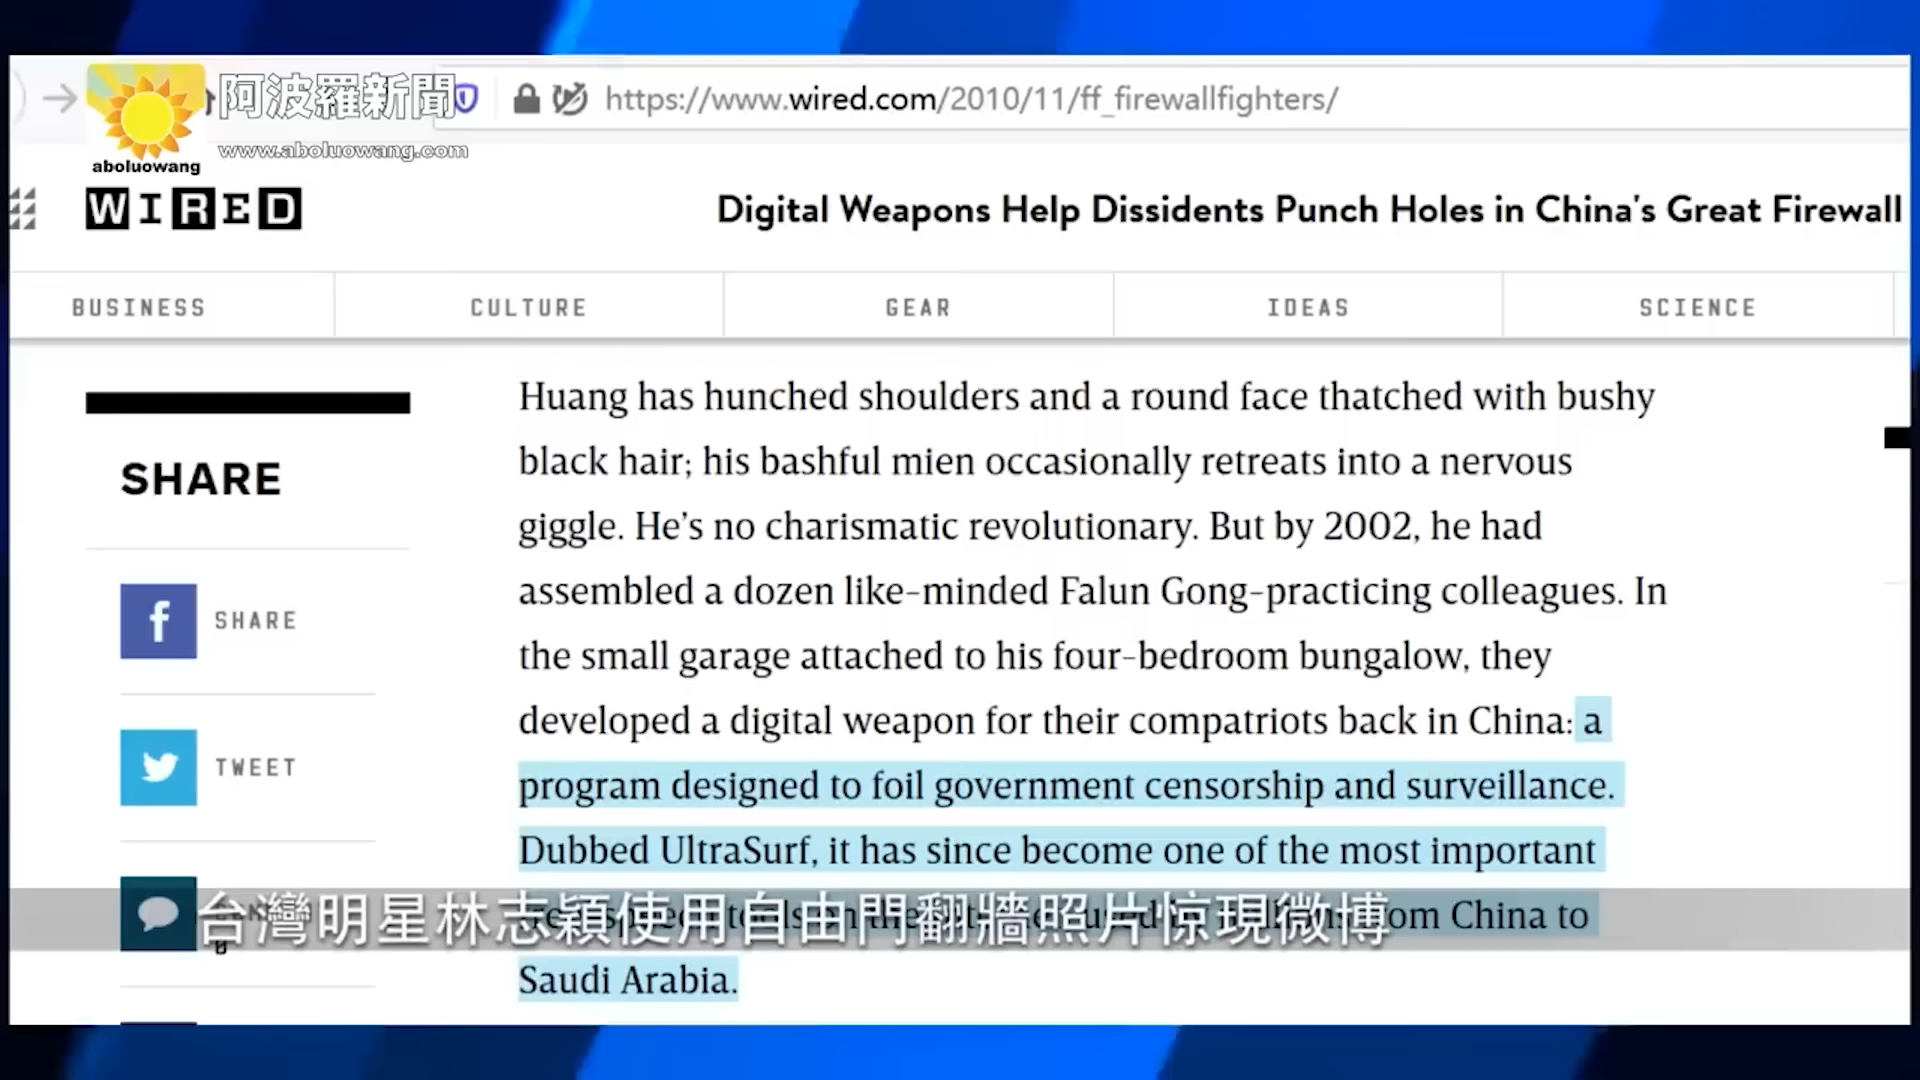 阿波羅新聞
www.aboluowang.com
aboluowang
https://www.wired.com/2010/11/ff_firewallfighters/
WIRED
Digital Weapons Help Dissidents Punch Holes in China's Great Firewall
BUSINESS
CULTURE
GEAR
IDEAS
SCIENCE
SHARE
SHARE
TWEET
Huang has hunched shoulders and a round face thatched with bushy
black hair; his bashful mien occasionally retreats into a nervous
giggle. He’s no charismatic revolutionary. But by 2002, he had
assembled a dozen like-minded Falun Gong-practicing colleagues. In
the small garage attached to his four-bedroom bungalow, they
developed a digital weapon for their compatriots back in China: a
program designed to foil government censorship and surveillance.
Dubbed UltraSurf, it has since become one of the most important
China to
Saudi Arabia.
台灣明星林志穎使用自由門翻牆照片惊現微博